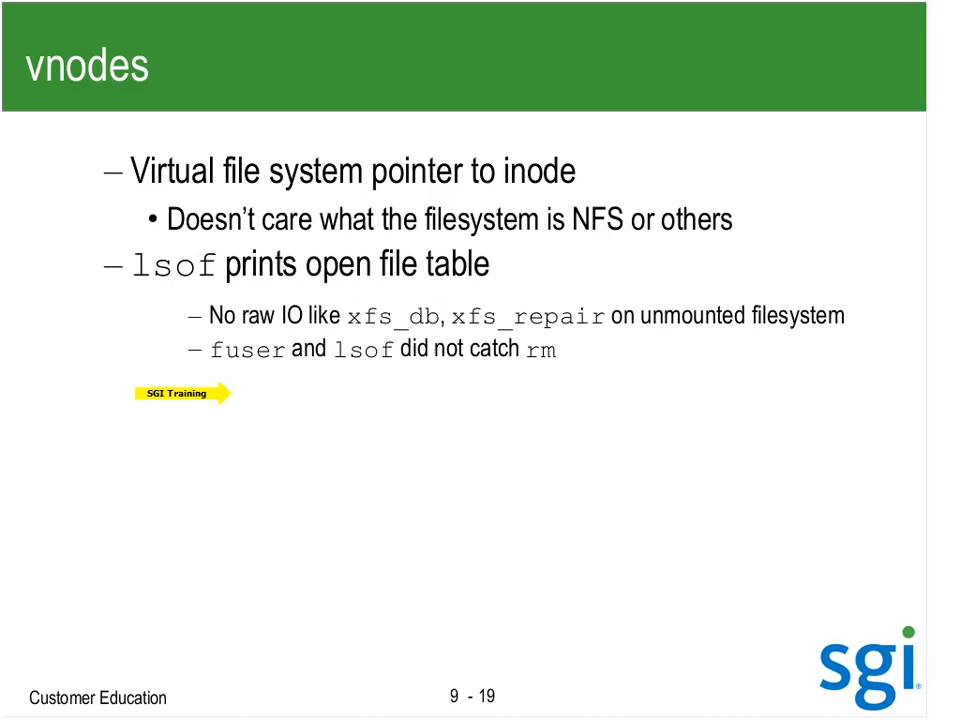 vnodes
– Virtual file system pointer to inode
• Doesn’t care what the filesystem is NFS or others
– lsof prints open file table
– No raw IO like xfs_db, xfs_repair on unmounted filesystem
– fuser and lsof did not catch rm
SGI Training
sgi®
Customer Education
9 - 19